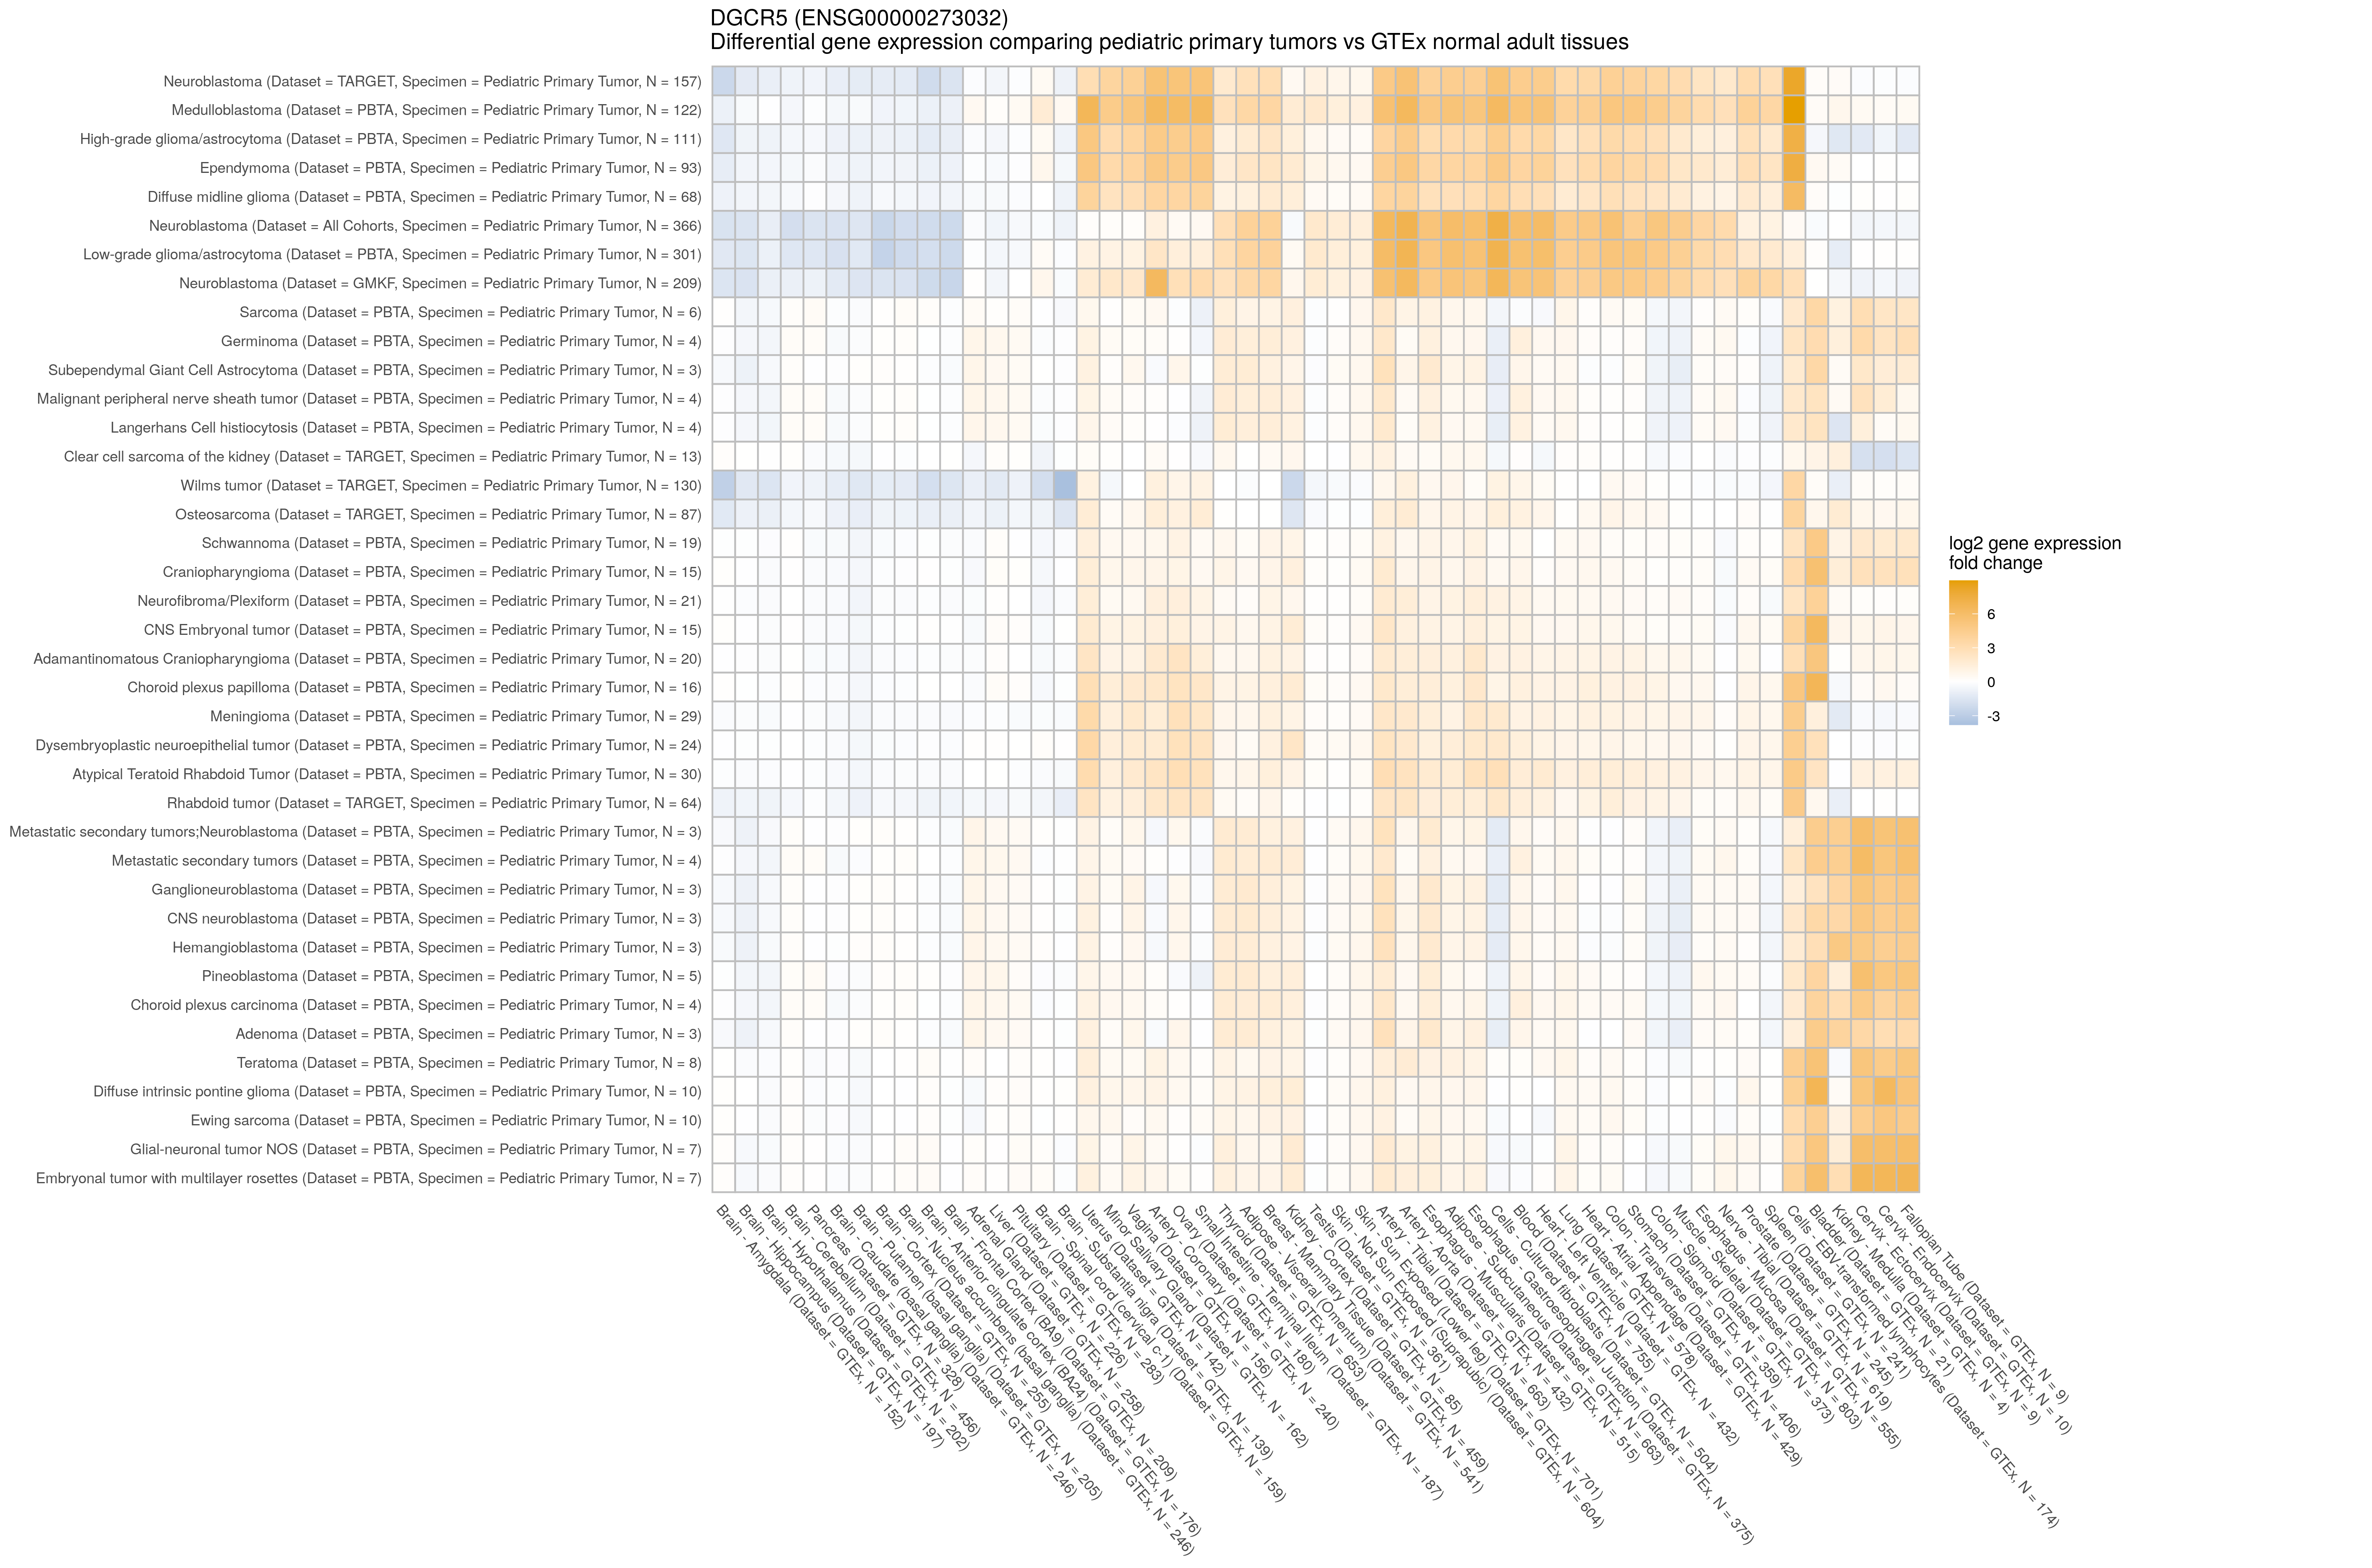 DGCR5 (ENSG00000273032)
Differential gene expression comparing pediatric primary tumors vs GTEx normal adult tissues
Neuroblastoma (Dataset = TARGET, Specimen = Pediatric Primary Tumor, N = 157)
Medulloblastoma (Dataset = PBTA, Specimen = Pediatric Primary Tumor, N = 122)
High-grade glioma/astrocytoma (Dataset = PBTA, Specimen = Pediatric Primary Tumor, N = 111)
Ependymoma (Dataset = PBTA, Specimen = Pediatric Primary Tumor, N = 93)
Diffuse midline glioma (Dataset = PBTA, Specimen = Pediatric Primary Tumor, N = 68)
Neuroblastoma (Dataset = All Cohorts, Specimen = Pediatric Primary Tumor, N = 366)
Low-grade glioma/astrocytoma (Dataset = PBTA, Specimen = Pediatric Primary Tumor, N = 301)
Neuroblastoma (Dataset = GMKF, Specimen = Pediatric Primary Tumor, N = 209)
Sarcoma (Dataset = PBTA, Specimen = Pediatric Primary Tumor, N = 6)
Germinoma (Dataset = PBTA, Specimen = Pediatric Primary Tumor, N = 4)
Subependymal Giant Cell Astrocytoma (Dataset = PBTA, Specimen = Pediatric Primary Tumor, N = 3)
Malignant peripheral nerve sheath tumor (Dataset = PBTA, Specimen = Pediatric Primary Tumor, N = 4)
Langerhans Cell histiocytosis (Dataset = PBTA, Specimen = Pediatric Primary Tumor, N = 4)
Clear cell sarcoma of the kidney (Dataset = TARGET, Specimen = Pediatric Primary Tumor, N = 13)
Wilms tumor (Dataset = TARGET, Specimen = Pediatric Primary Tumor, N = 130)
Osteosarcoma (Dataset = TARGET, Specimen = Pediatric Primary Tumor, N = 87)
Schwannoma (Dataset = PBTA, Specimen = Pediatric Primary Tumor, N = 19)
Craniopharyngioma (Dataset = PBTA, Specimen = Pediatric Primary Tumor, N = 15)
Neurofibroma/Plexiform (Dataset = PBTA, Specimen = Pediatric Primary Tumor, N = 21)
CNS Embryonal tumor (Dataset = PBTA, Specimen = Pediatric Primary Tumor, N = 15)
Adamantinomatous Craniopharyngioma (Dataset = PBTA, Specimen = Pediatric Primary Tumor, N = 20)
Choroid plexus papilloma (Dataset = PBTA, Specimen = Pediatric Primary Tumor, N = 16)
Meningioma (Dataset = PBTA, Specimen = Pediatric Primary Tumor, N = 29)
Dysembryoplastic neuroepithelial tumor (Dataset = PBTA, Specimen = Pediatric Primary Tumor, N = 24)
Atypical Teratoid Rhabdoid Tumor (Dataset = PBTA, Specimen = Pediatric Primary Tumor, N = 30)
Rhabdoid tumor (Dataset = TARGET, Specimen = Pediatric Primary Tumor, N = 64)
Metastatic secondary tumors;Neuroblastoma (Dataset = PBTA, Specimen = Pediatric Primary Tumor, N = 3)
Metastatic secondary tumors (Dataset = PBTA, Specimen = Pediatric Primary Tumor, N = 4)
Ganglioneuroblastoma (Dataset = PBTA, Specimen = Pediatric Primary Tumor, N = 3)
CNS neuroblastoma (Dataset = PBTA, Specimen = Pediatric Primary Tumor, N = 3)
Hemangioblastoma (Dataset = PBTA, Specimen = Pediatric Primary Tumor, N = 3)
Pineoblastoma (Dataset = PBTA, Specimen = Pediatric Primary Tumor, N = 5)
Choroid plexus carcinoma (Dataset = PBTA, Specimen = Pediatric Primary Tumor, N = 4)
Adenoma (Dataset = PBTA, Specimen = Pediatric Primary Tumor, N = 3)
Teratoma (Dataset = PBTA, Specimen = Pediatric Primary Tumor, N = 8)
Diffuse intrinsic pontine glioma (Dataset = PBTA, Specimen = Pediatric Primary Tumor, N = 10)
Ewing sarcoma (Dataset = PBTA, Specimen = Pediatric Primary Tumor, N = 10)
Glial-neuronal tumor NOS (Dataset = PBTA, Specimen = Pediatric Primary Tumor, N = 7)
Embryonal tumor with multilayer rosettes (Dataset = PBTA, Specimen = Pediatric Primary Tumor, N = 7)
Brain - Amygdala (Dataset = GTEx, N = 152)
Brain - Hippocampus (Dataset = GTEx, N = 197)
Brain - Hypothalamus (Dataset = GTEx, N = 202)
Brain - Cerebellum (Dataset = GTEx, N = 456)
Pancreas (Dataset = GTEx, N = 328)
Brain - Caudate (basal ganglia) (Dataset = GTEx, N = 246)
Brain - Putamen (basal ganglia) (Dataset = GTEx, N = 205)
Brain - Cortex (Dataset = GTEx, N = 255)
Brain - Nucleus accumbens (basal ganglia) (Dataset = GTEx, N = 246)
Brain - Anterior cingulate cortex (BA24) (Dataset = GTEx, N = 176)
Brain - Frontal Cortex (BA9) (Dataset = GTEx, N = 209)
Adrenal Gland (Dataset = GTEx, N = 258)
Liver (Dataset = GTEx, N = 226)
Pituitary (Dataset = GTEx, N = 283)
Brain - Spinal cord (cervical c-1) (Dataset = GTEx, N = 159)
Brain - Substantia nigra (Dataset = GTEx, N = 139)
Uterus (Dataset = GTEx, N = 142)
Minor Salivary Gland (Dataset = GTEx, N = 162)
Vagina (Dataset = GTEx, N = 156)
Artery - Coronary (Dataset = GTEx, N = 240)
Ovary (Dataset = GTEx, N = 180)
Small Intestine - Terminal Ileum (Dataset = GTEx, N = 187)
Thyroid (Dataset = GTEx, N = 653)
Adipose - Visceral (Omentum) (Dataset = GTEx, N = 541)
Breast - Mammary Tissue (Dataset = GTEx, N = 459)
Kidney - Cortex (Dataset = GTEx, N = 85)
Testis (Dataset = GTEx, N = 361)
Skin - Not Sun Exposed (Suprapubic) (Dataset = GTEx, N = 604)
Skin - Sun Exposed (Lower leg) (Dataset = GTEx, N = 701)
Artery - Tibial (Dataset = GTEx, N = 663)
Artery - Aorta (Dataset = GTEx, N = 432)
Esophagus - Muscularis (Dataset = GTEx, N = 515)
Adipose - Subcutaneous (Dataset = GTEx, N = 663)
Esophagus - Gastroesophageal Junction (Dataset = GTEx, N = 375)
Cells - Cultured fibroblasts (Dataset = GTEx, N = 504)
Blood (Dataset = GTEx, N = 755)
Heart - Left Ventricle (Dataset = GTEx, N = 432)
Lung (Dataset = GTEx, N = 578)
Heart - Atrial Appendage (Dataset = GTEx, N = 429)
Colon - Transverse (Dataset = GTEx, N = 406)
Stomach (Dataset = GTEx, N = 359)
Colon - Sigmoid (Dataset = GTEx, N = 373)
Muscle - Skeletal (Dataset = GTEx, N = 803)
Esophagus - Mucosa (Dataset = GTEx, N = 555)
Nerve - Tibial (Dataset = GTEx, N = 619)
Prostate (Dataset = GTEx, N = 245)
Spleen (Dataset = GTEx, N = 241)
Cells - EBV-transformed lymphocytes (Dataset = GTEx, N = 174)
Bladder (Dataset = GTEx, N = 21)
Kidney - Medulla (Dataset = GTEx, N = 4)
Cervix - Ectocervix (Dataset = GTEx, N = 9)
Cervix - Endocervix (Dataset = GTEx, N = 10)
Fallopian Tube (Dataset = GTEx, N = 9)
log2 gene expression
fold change
6
3
0
-3